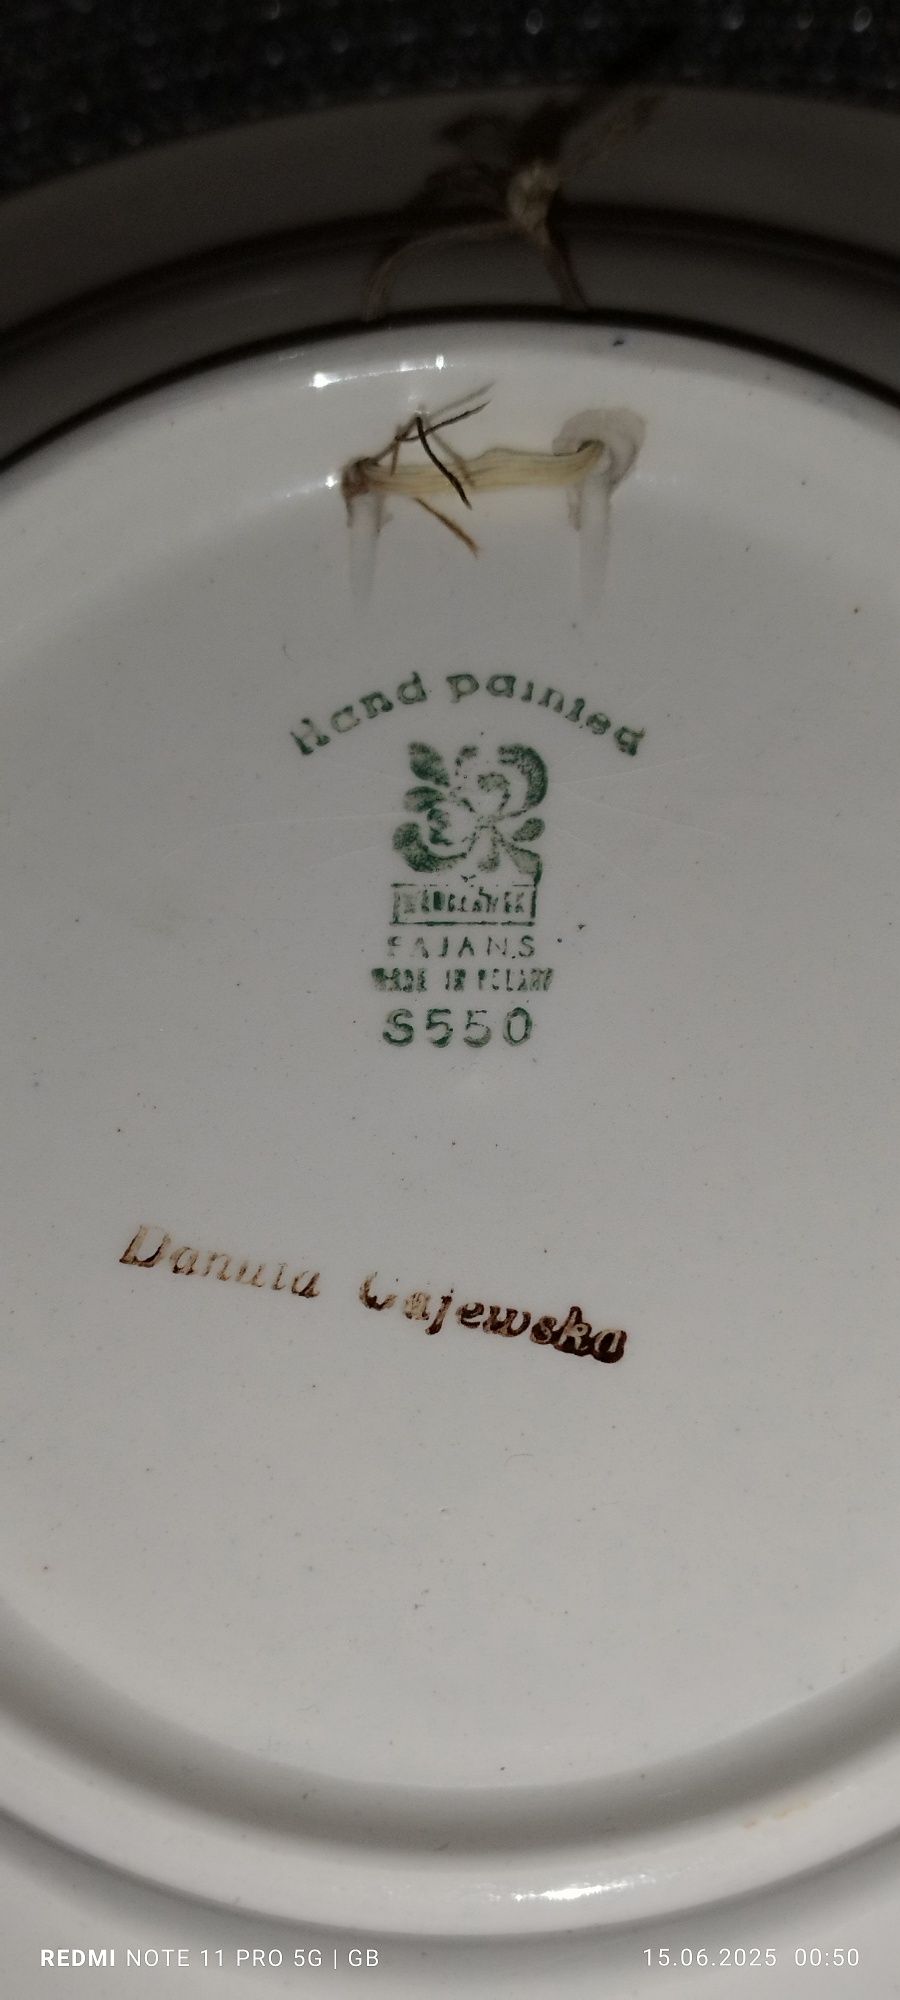 Hand painted
WŁOCŁAWEK
FAJANS
MADE IN POLAND
S550
Danuta Gajewska
REDMI NOTE 11 PRO 5G | GB
15.06.2025 00:50